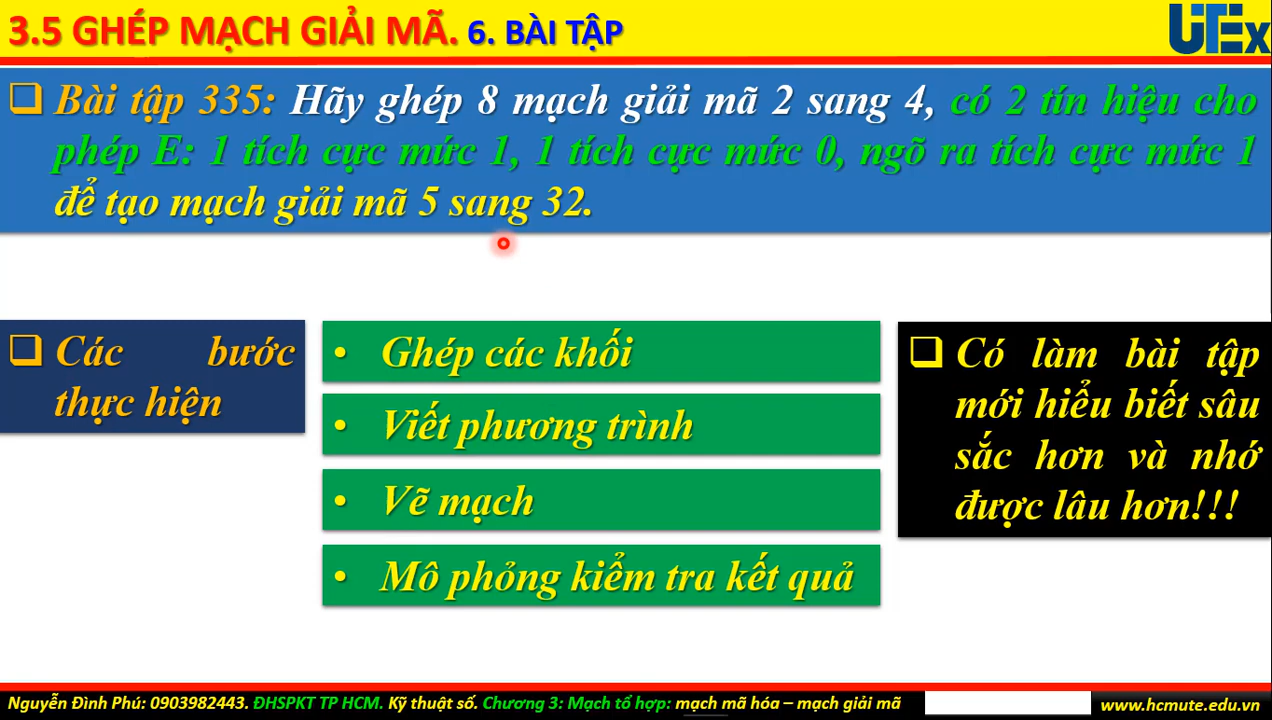 3.5 GHÉP MẠCH GIẢI MÃ. 6. BÀI TẬP
UTEx
Bài tập 335: Hãy ghép 8 mạch giải mã 2 sang 4, có 2 tín hiệu cho
phép E: 1 tích cực mức 1, 1 tích cực mức 0, ngõ ra tích cực mức 1
để tạo mạch giải mã 5 sang 32.
Các bước
thực hiện
• Ghép các khối
• Viết phương trình
• Vẽ mạch
• Mô phỏng kiểm tra kết quả
Có làm bài tập
mới hiểu biết sâu
sắc hơn và nhớ
được lâu hơn!!!
Nguyễn Đình Phú: 0903982443. ĐHSPKT TP HCM. Kỹ thuật số. Chương 3: Mạch tổ hợp: mạch mã hóa – mạch giải mã
www.hcmute.edu.vn